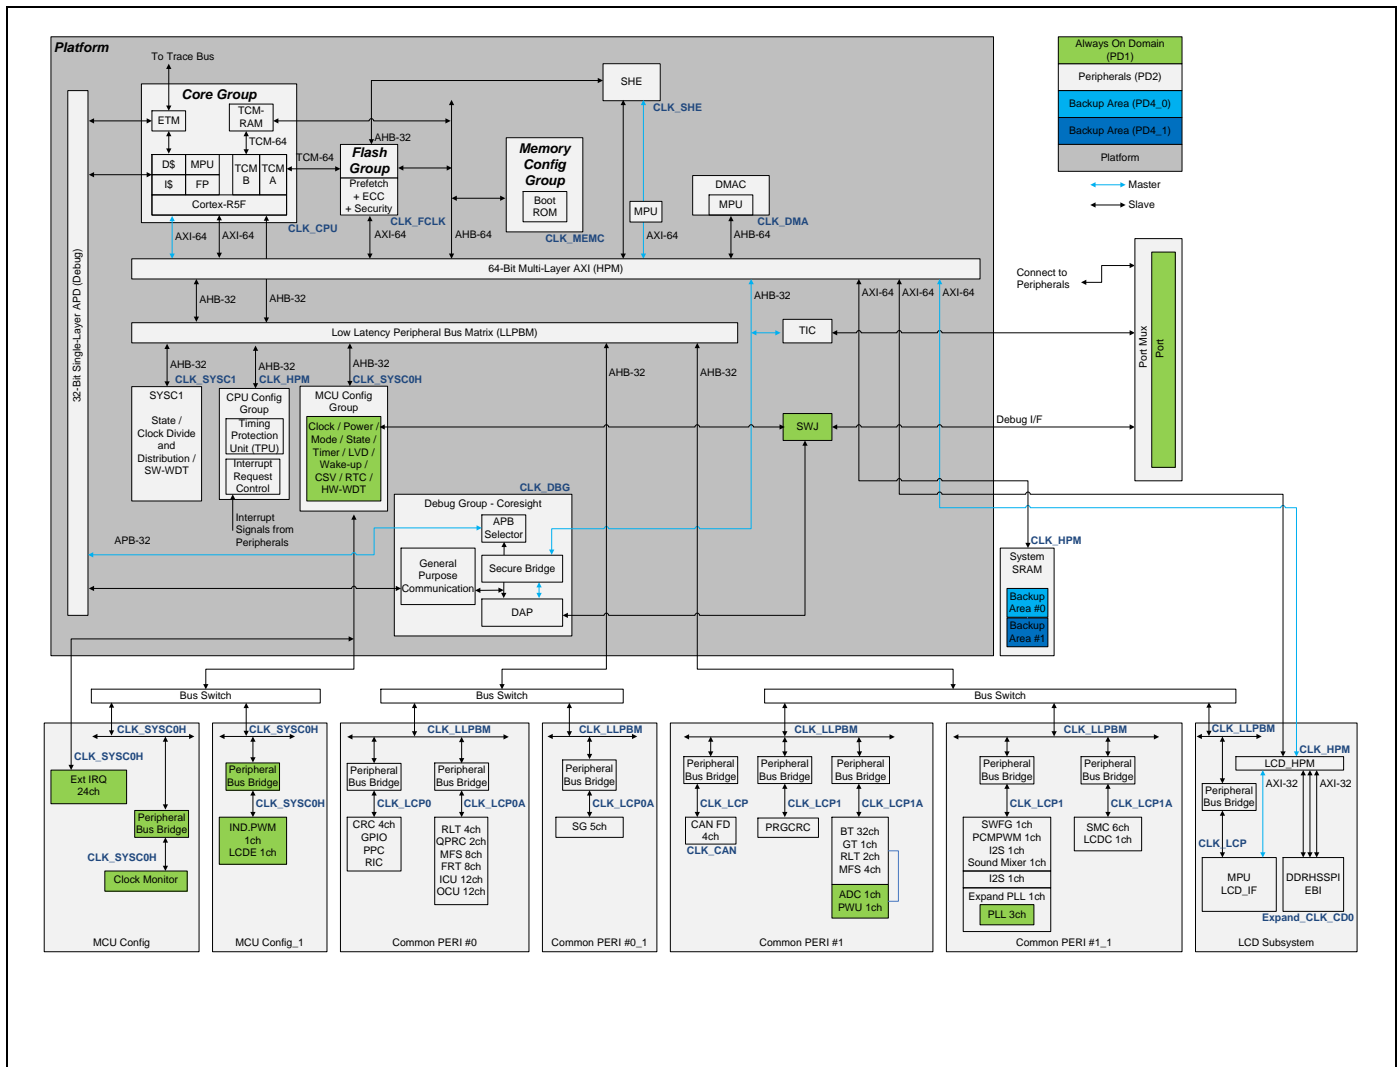 Platform
To Trace Bus
Core Group
ETM
TCM-
RAM
TCM-64
D$
MPU
I$
FP
TCM
B
TCM
A
Cortex-R5F
CLK_CPU
TCM-64
AHB-32
Flash
Group
Prefetch
+ ECC
+ Security
CLK_FCLK
SHE
CLK_SHE
Memory
Config
Group
Boot
ROM
CLK_MEMC
MPU
DMAC
MPU
CLK_DMA
AXI-64
AXI-64
AXI-64
AHB-64
AXI-64
AHB-64
64-Bit Multi-Layer AXI (HPM)
32-Bit Single-Layer APD (Debug)
AHB-32
AHB-32
AHB-32
AXI-64
AXI-64
AXI-64
Low Latency Peripheral Bus Matrix (LLPBM)
TIC
AHB-32
AHB-32
AHB-32
AHB-32
AHB-32
CLK_SYSC1
CLK_HPM
CLK_SYSC0H
SYSC1
State /
Clock Divide
and
Distribution /
SW-WDT
CPU Config
Group
Timing
Protection
Unit (TPU)
Interrupt
Request
Control
Interrupt
Signals from
Peripherals
MCU Config
Group
Clock / Power /
Mode / State /
Timer / LVD /
Wake-up /
CSV / RTC /
HW-WDT
SWJ
Debug I/F
CLK_DBG
Debug Group - Coresight
APB
Selector
General
Purpose
Communication
Secure Bridge
DAP
APB-32
Always On Domain
(PD1)
Peripherals (PD2)
Backup Area (PD4_0)
Backup Area (PD4_1)
Platform
Master
Slave
Connect to
Peripherals
Port Mux
Port
CLK_HPM
System
SRAM
Backup
Area #0
Backup
Area #1
Bus Switch
Bus Switch
Bus Switch
CLK_SYSC0H
CLK_SYSC0H
Ext IRQ
24ch
Peripheral
Bus Bridge
CLK_SYSC0H
Clock Monitor
MCU Config
CLK_SYSC0H
Peripheral
Bus Bridge
CLK_SYSC0H
IND.PWM
1ch
LCDE 1ch
MCU Config_1
CLK_LLPBM
Peripheral
Bus Bridge
Peripheral
Bus Bridge
CLK_LCP0
CLK_LCP0A
CRC 4ch
GPIO
PPC
RIC
RLT 4ch
QPRC 2ch
MFS 8ch
FRT 8ch
ICU 12ch
OCU 12ch
Common PERI #0
CLK_LLPBM
Peripheral
Bus Bridge
CLK_LCP0A
SG 5ch
Common PERI #0_1
CLK_LLPBM
Peripheral
Bus Bridge
Peripheral
Bus Bridge
Peripheral
Bus Bridge
CLK_LCP
CLK_LCP1
CLK_LCP1A
CAN FD
4ch
CLK_CAN
PRGCRC
BT 32ch
GT 1ch
RLT 2ch
MFS 4ch
ADC 1ch
PWU 1ch
Common PERI #1
CLK_LLPBM
Peripheral
Bus Bridge
Peripheral
Bus Bridge
CLK_LCP1
CLK_LCP1A
SWFG 1ch
PCMPWM 1ch
I2S 1ch
Sound Mixer 1ch
I2S 1ch
Expand PLL 1ch
PLL 3ch
SMC 6ch
LCDC 1ch
Common PERI #1_1
CLK_LLPBM
CLK_HPM
LCD_HPM
AXI-32
AXI-32
Peripheral
Bus Bridge
CLK_LCP
MPU
LCD_IF
DDRHSSPI
EBI
Expand_CLK_CD0
LCD Subsystem